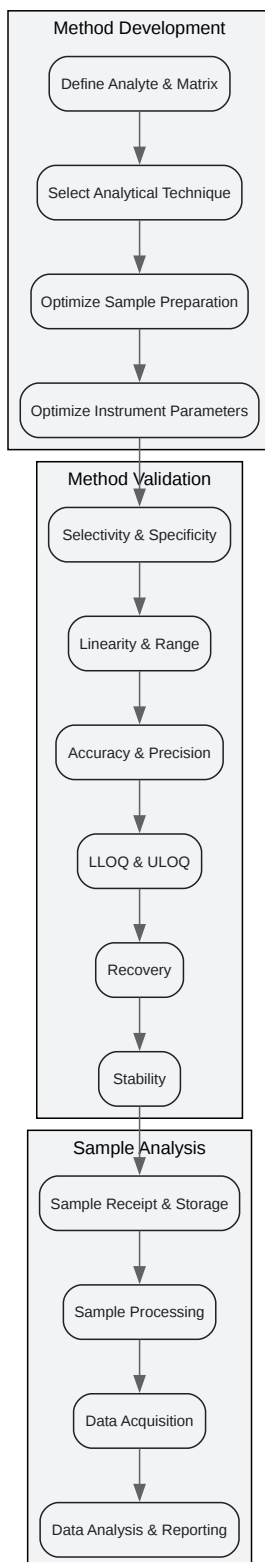 Method Development
Define Analyte & Matrix
Select Analytical Technique
Optimize Sample Preparation
Optimize Instrument Parameters
Method Validation
Selectivity & Specificity
Linearity & Range
Accuracy & Precision
LLOQ & ULOQ
Recovery
Stability
Sample Analysis
Sample Receipt & Storage
Sample Processing
Data Acquisition
Data Analysis & Reporting